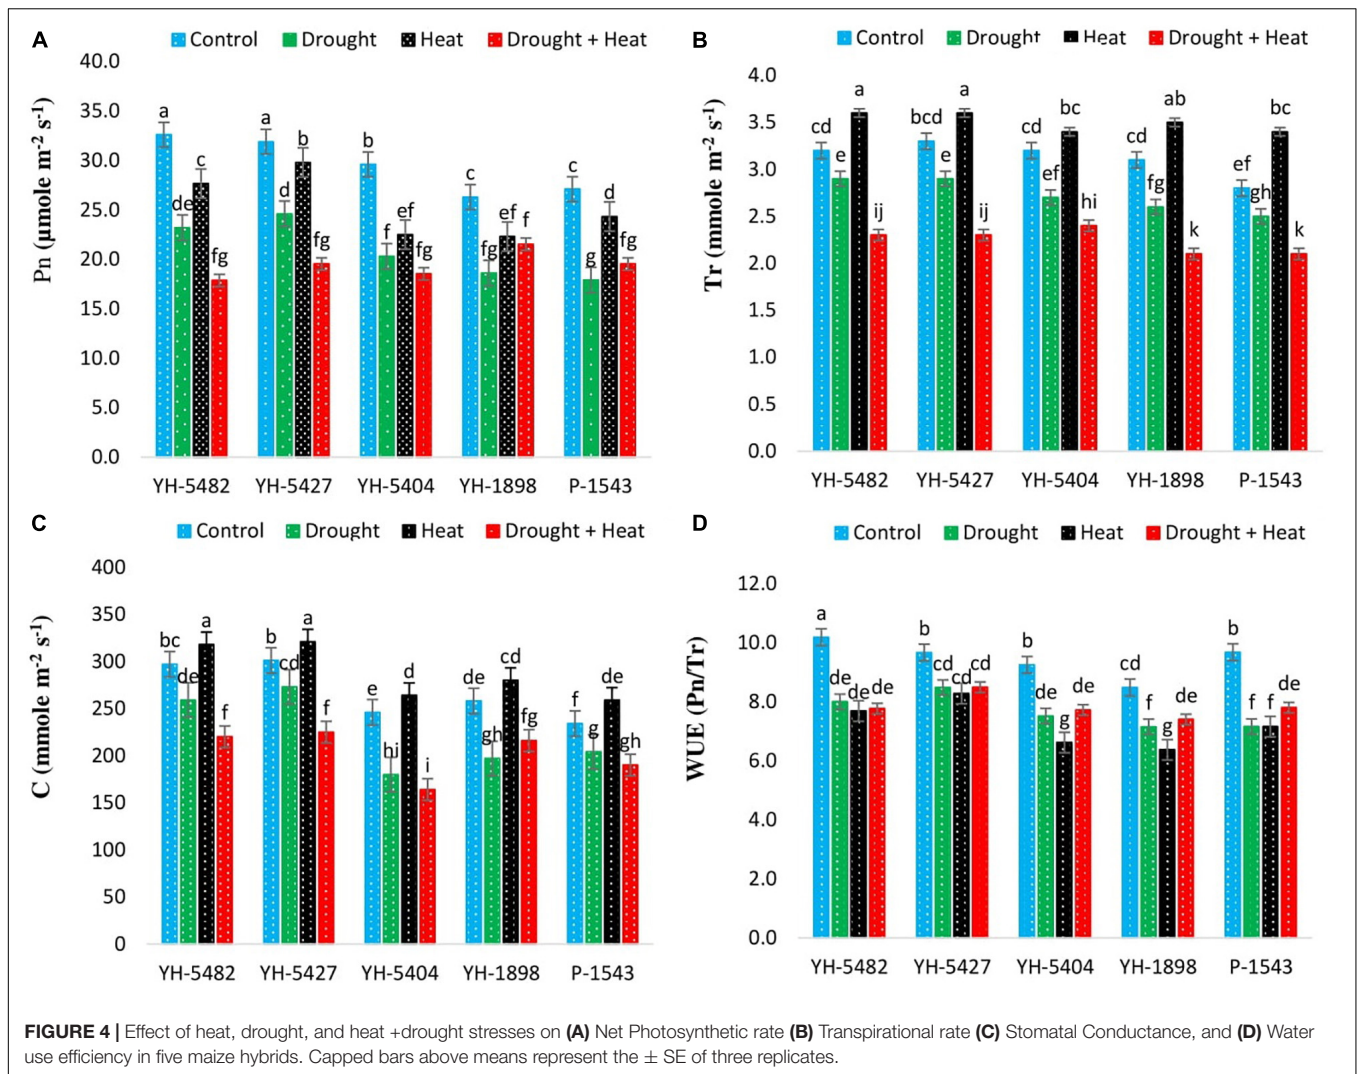 A
Control Drought Heat Drought + Heat
Pn (µmole m-2 s-1)
40.0
35.0
30.0
25.0
20.0
15.0
10.0
5.0
0.0
a de c fg
a d b fg
b f ef fg
c fg ef f
c g d fg
YH-5482 YH-5427 YH-5404 YH-1898 P-1543
B
Control Drought Heat Drought + Heat
Tr (mmole m-2 s-1)
4.0
3.5
3.0
2.5
2.0
1.5
1.0
0.5
0.0
cd e a ij
bcd e a ij
cd ef bc hi
cd fg ab k
ef gh bc k
YH-5482 YH-5427 YH-5404 YH-1898 P-1543
C
Control Drought Heat Drought + Heat
C (mmole m-2 s-1)
400
350
300
250
200
150
100
50
0
bc de a f
b cd a f
e hi d i
de gh cd fg
f g de gh
YH-5482 YH-5427 YH-5404 YH-1898 P-1543
D
Control Drought Heat Drought + Heat
WUE (Pn/Tr)
12.0
10.0
8.0
6.0
4.0
2.0
0.0
a de de de
b cd cd cd
b de g de
cd f g de
b f f de
YH-5482 YH-5427 YH-5404 YH-1898 P-1543
FIGURE 4 | Effect of heat, drought, and heat +drought stresses on (A) Net Photosynthetic rate (B) Transpirational rate (C) Stomatal Conductance, and (D) Water
use efficiency in five maize hybrids. Capped bars above means represent the ± SE of three replicates.